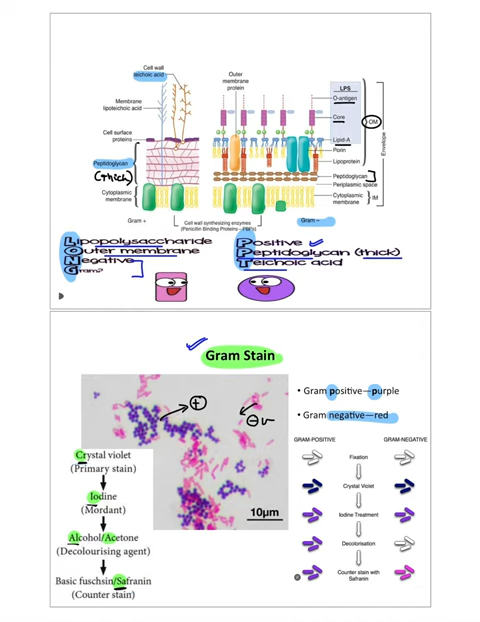 Cell wall
teichoic acid
Outer
membrane
protein
LPS
O-antigen
Membrane
lipoteichoic acid
Core
OM
Cell surface
proteins
Lipid-A
Porin
Envelope
Lipoprotein
Peptidoglycan
(thick)
Peptidoglycan
Periplasmic space
Cytoplasmic
membrane
Cytoplasmic
membrane
IM
Gram +
Cell wall synthesizing enzymes
(Penicillin Binding Proteins – PBPs)
Gram –
Lipopolysaccharide
Outer membrane
Negative
Grams?
Positive
Peptidoglycan (thick)
Teichoic acid
Gram Stain
+
-ve
10µm
• Gram positive—purple
• Gram negative—red
Crystal violet
(Primary stain)
Iodine
(Mordant)
Alcohol/Acetone
(Decolourising agent)
Basic fuschsin/Safranin
(Counter stain)
GRAM-POSITIVE
GRAM-NEGATIVE
Fixation
Crystal Violet
Iodine Treatment
Decolorisation
Counter stain with
Safranin